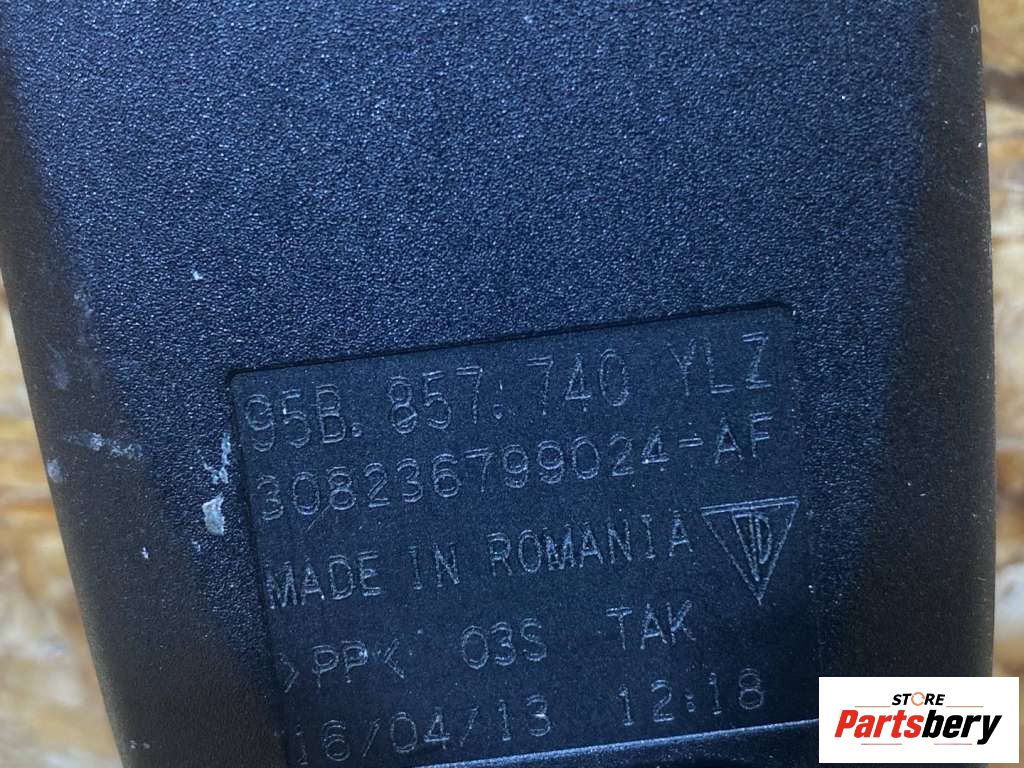 95B.857.740 YLZ
308236799024-AF
MADE IN ROMANIA
>PP< 03S TAK
16/04/13 12:18
STORE
Partsbery